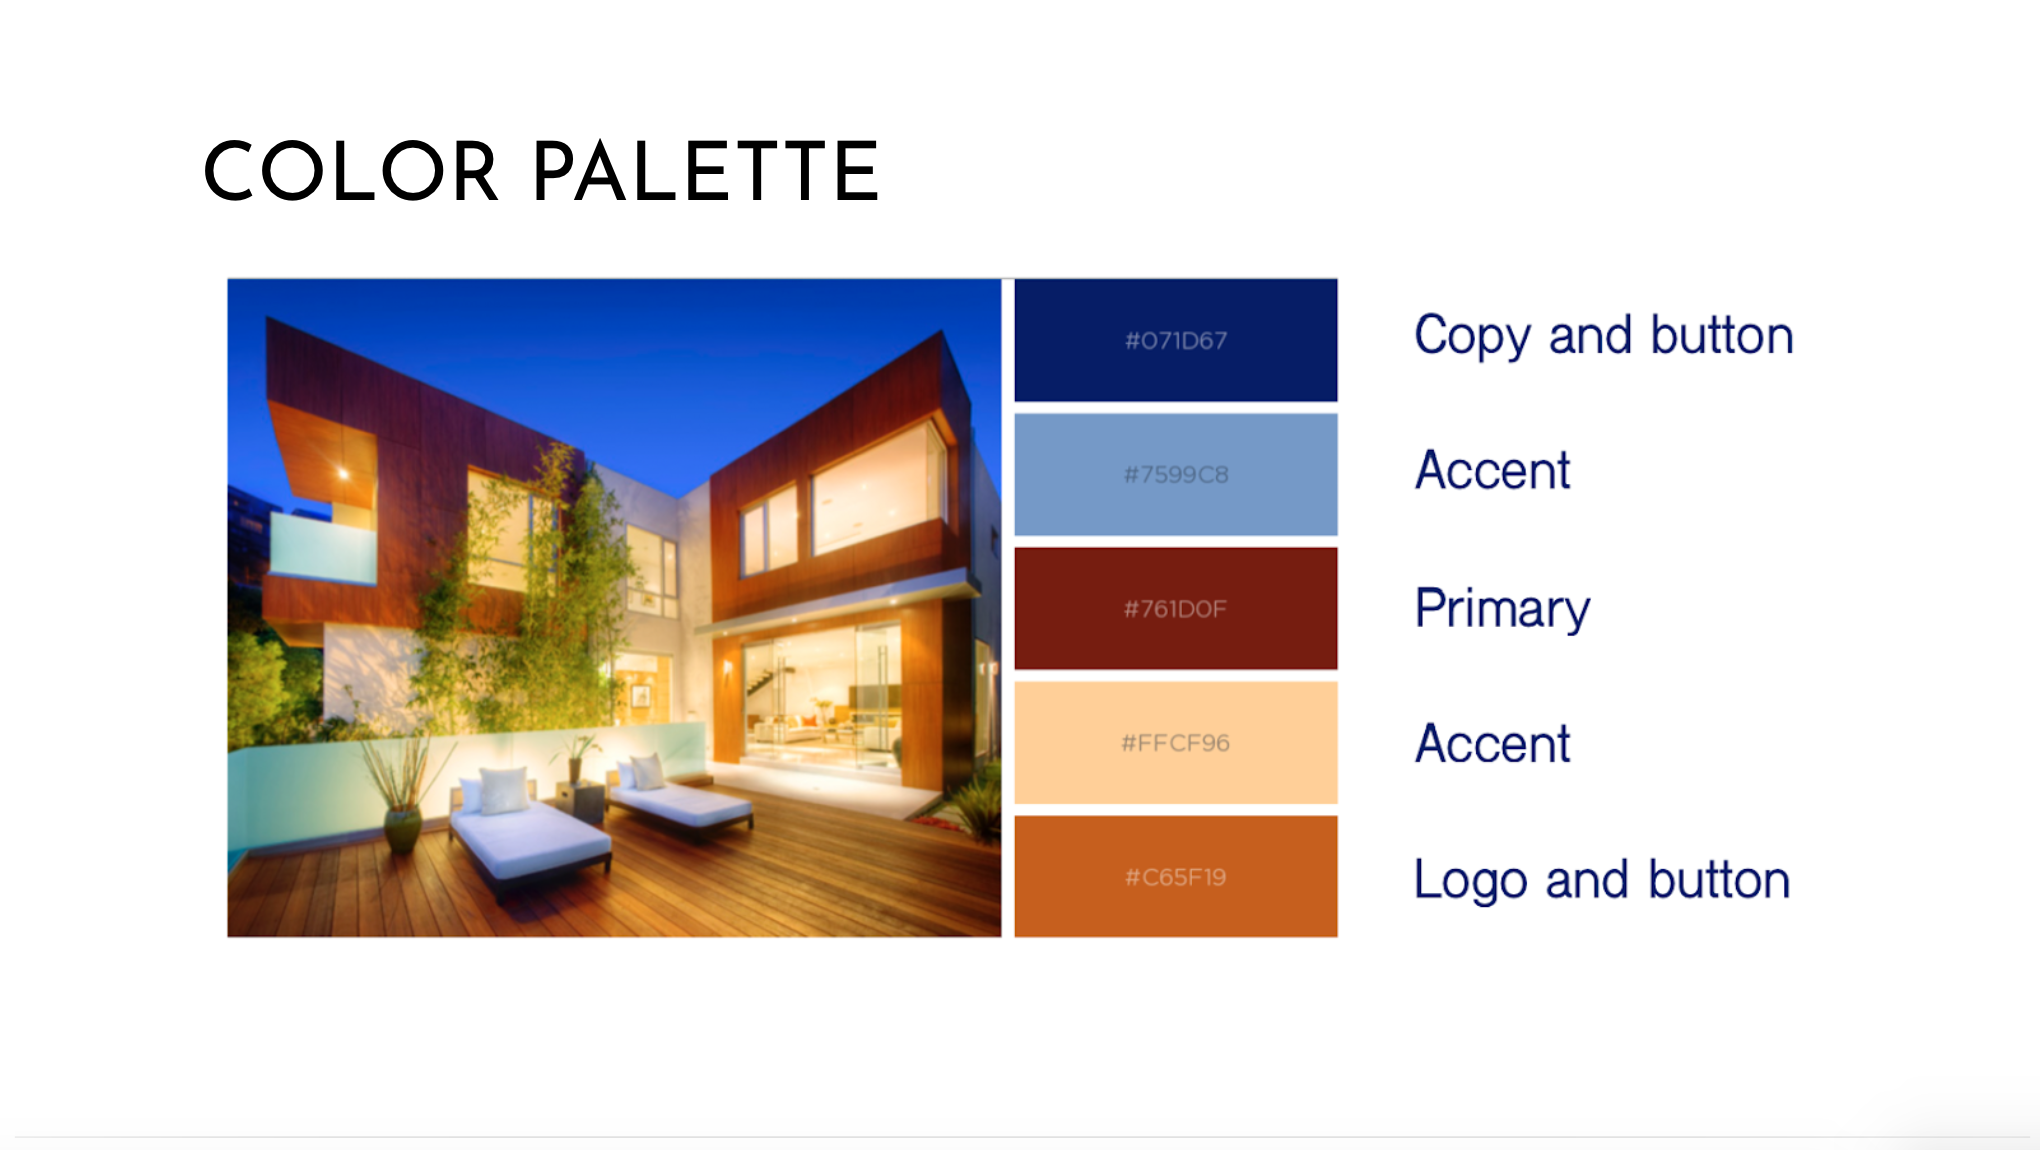 COLOR PALETTE
#071D67
Copy and button
#7599C8
Accent
#761D0F
Primary
#FFCF96
Accent
#C65F19
Logo and button